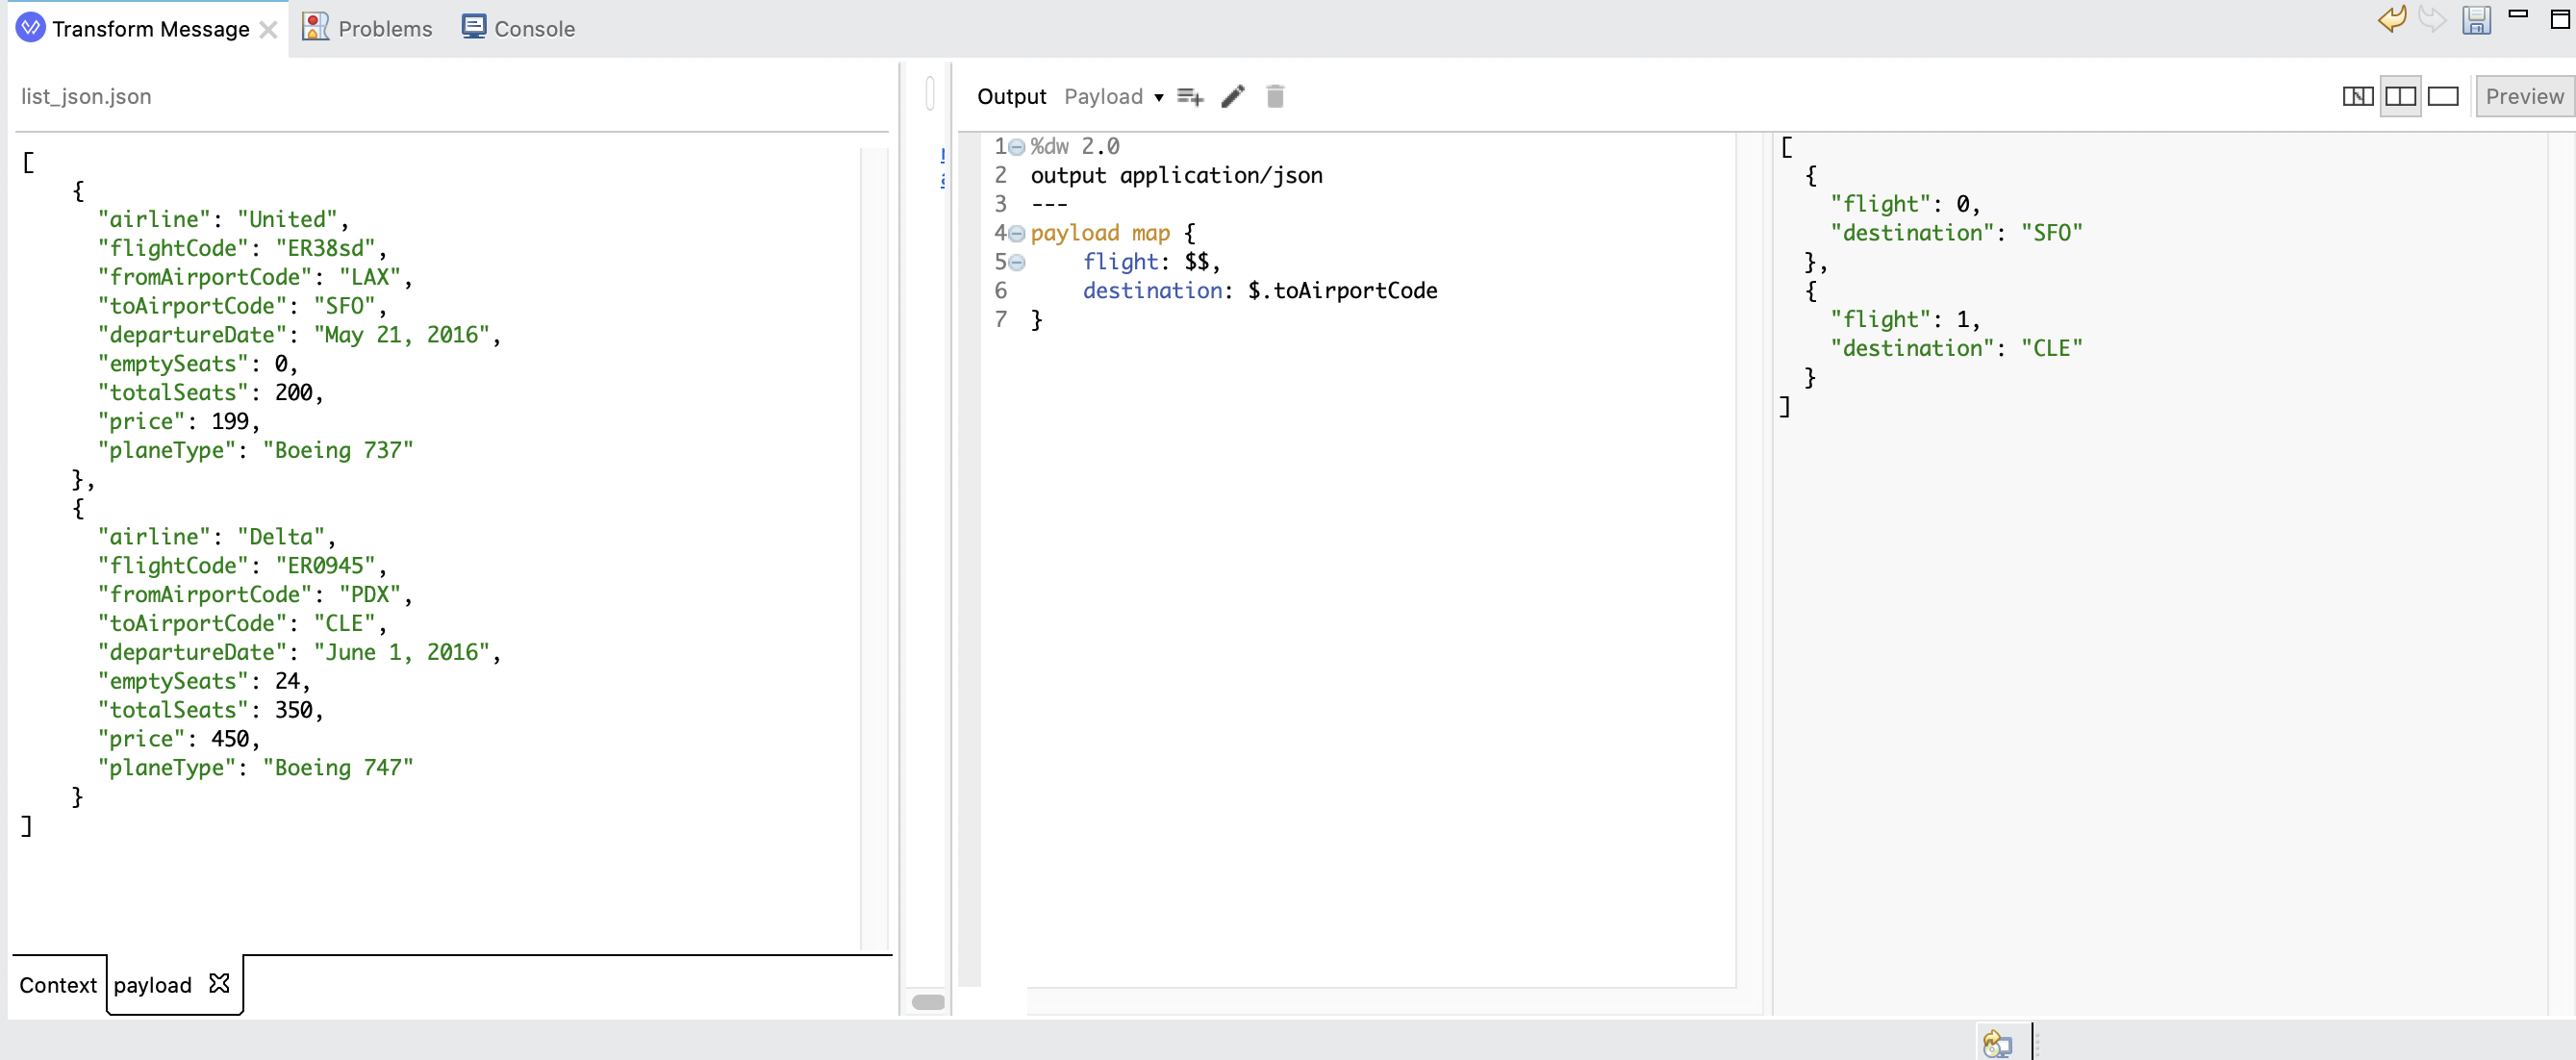 Transform Message
Problems
Console
list_json.json
[
    {
      "airline": "United",
      "flightCode": "ER38sd",
      "fromAirportCode": "LAX",
      "toAirportCode": "SFO",
      "departureDate": "May 21, 2016",
      "emptySeats": 0,
      "totalSeats": 200,
      "price": 199,
      "planeType": "Boeing 737"
    },
    {
      "airline": "Delta",
      "flightCode": "ER0945",
      "fromAirportCode": "PDX",
      "toAirportCode": "CLE",
      "departureDate": "June 1, 2016",
      "emptySeats": 24,
      "totalSeats": 350,
      "price": 450,
      "planeType": "Boeing 747"
    }
]
Context
payload
Output Payload
Preview
1 %dw 2.0
2 output application/json
3 ---
4 payload map {
5     flight: $$,
6     destination: $.toAirportCode
7 }
[
  {
    "flight": 0,
    "destination": "SFO"
  },
  {
    "flight": 1,
    "destination": "CLE"
  }
]